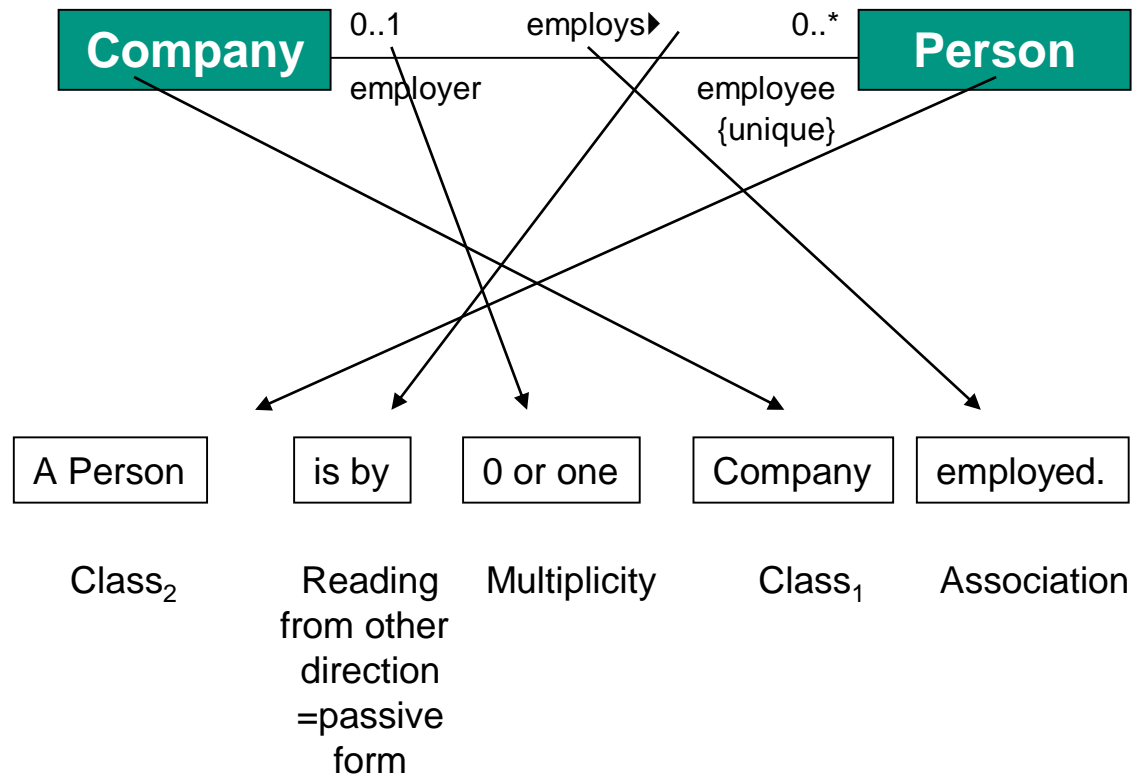 0..1 employs▶ 0..*
Company Person
employer employee
{unique}
A Person is by 0 or one Company employed.
Class₂ Reading Multiplicity Class₁ Association
from other
direction
=passive
form